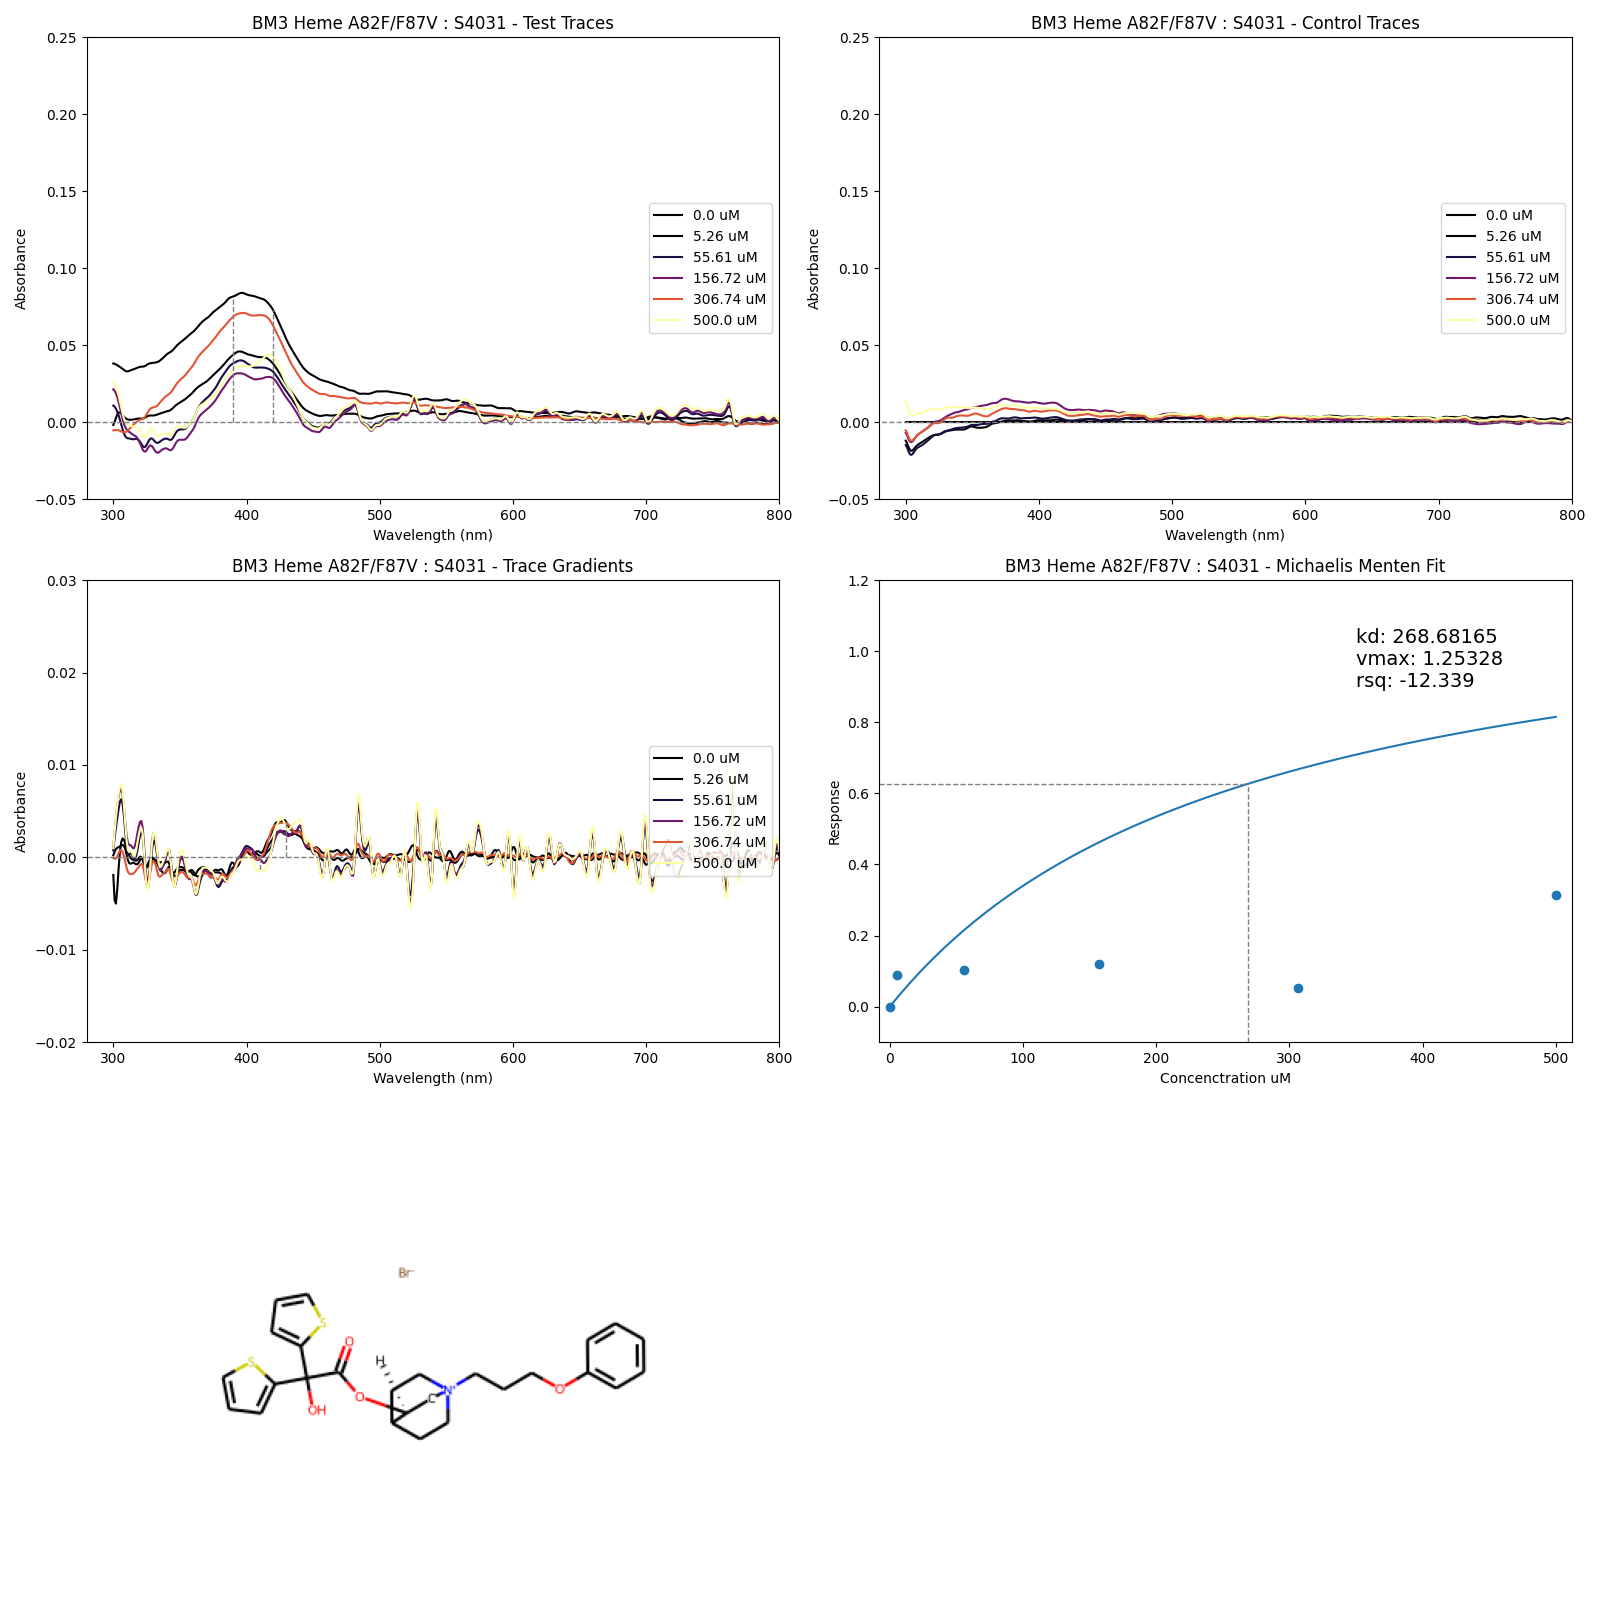 BM3 Heme A82F/F87V : S4031 - Test Traces
0.25
0.20
0.15
0.10
0.05
0.00
−0.05
Absorbance
300 400 500 600 700 800
Wavelength (nm)
0.0 uM
5.26 uM
55.61 uM
156.72 uM
306.74 uM
500.0 uM
BM3 Heme A82F/F87V : S4031 - Control Traces
0.25
0.20
0.15
0.10
0.05
0.00
−0.05
Absorbance
300 400 500 600 700 800
Wavelength (nm)
0.0 uM
5.26 uM
55.61 uM
156.72 uM
306.74 uM
500.0 uM
BM3 Heme A82F/F87V : S4031 - Trace Gradients
0.03
0.02
0.01
0.00
−0.01
−0.02
Absorbance
300 400 500 600 700 800
Wavelength (nm)
0.0 uM
5.26 uM
55.61 uM
156.72 uM
306.74 uM
500.0 uM
BM3 Heme A82F/F87V : S4031 - Michaelis Menten Fit
1.2
1.0
0.8
0.6
0.4
0.2
0.0
Response
kd: 268.68165
vmax: 1.25328
rsq: -12.339
0 100 200 300 400 500
Concenctration uM
Br⁻
S
S
O
H
N⁺
C
O
O
OH